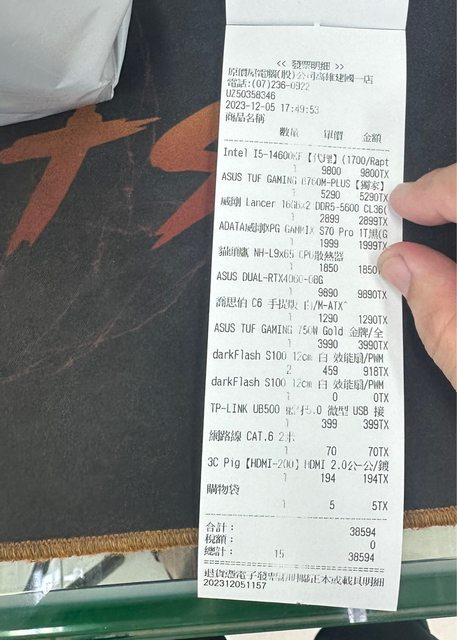 << 發票明細 >>
原價屋電腦(股)公司高雄建國一店
電話:(07)236-0922
UZ50358346
2023-12-05 17:49:53
商品名稱
數量 單價 金額
Intel I5-14600KF【代理】(1700/Rapt
1 9800 9800TX
ASUS TUF GAMING B760M-PLUS【獨家】
1 5290 5290TX
威剛 Lancer 16GBx2 DDR5-5600 CL36(
1 2899 2899TX
ADATA威剛XPG GAMMIX S70 Pro 1T黑(G
1 1999 1999TX
貓頭鷹 NH-L9x65 CPU散熱器
1 1850 1850
ASUS DUAL-RTX4060-O8G
1 9890 9890TX
喬思伯 C6 手提版 白/M-ATX^
1 1290 1290TX
ASUS TUF GAMING 750W Gold 金牌/全
1 3990 3990TX
darkFlash S100 12cm 白 效能扇/PWM
2 459 918TX
darkFlash S100 12cm 白 效能扇/PWM
1 0 0TX
TP-LINK UB500 5.0 微型 USB 接
1 399 399TX
網路線 CAT.6 2米
1 70 70TX
3C Pig【HDMI-200】HDMI 2.0公-公/鍍
1 194 194TX
購物袋
1 5 5TX
合計： 38594
稅額： 0
總計： 15 38594
退貨憑電子發票證明聯正本或載具明細
202312051157